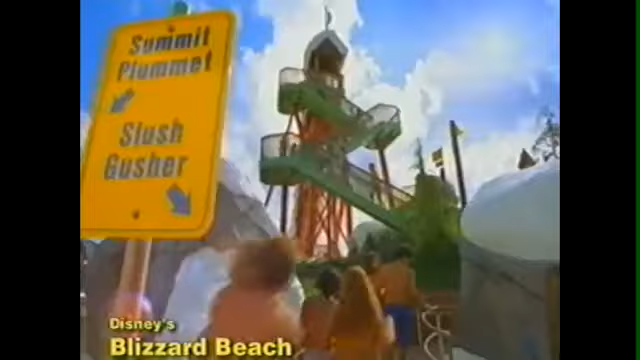 Summit
Plummet
Slush
Gusher
Disney's
Blizzard Beach